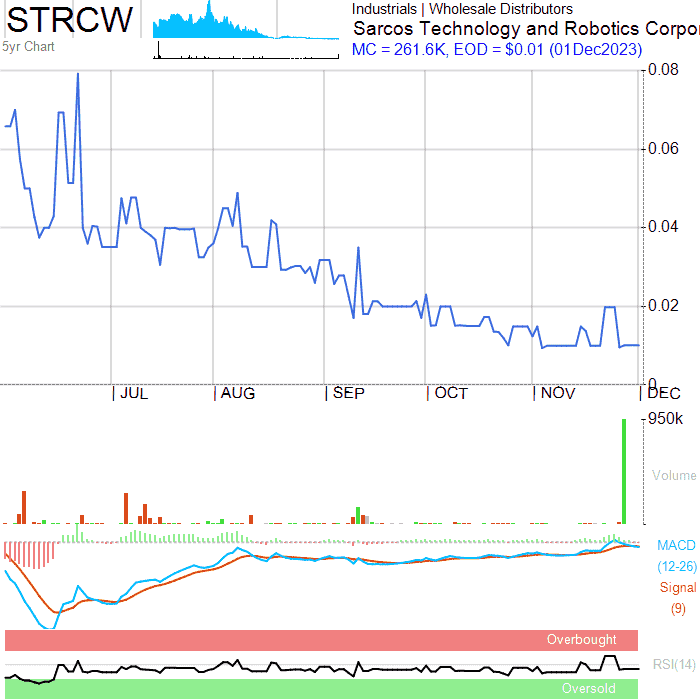 STRCW
5yr Chart
Industrials | Wholesale Distributors
Sarcos Technology and Robotics Corpor
MC = 261.6K, EOD = $0.01 (01Dec2023)
0.08
0.06
0.04
0.02
0
JUL AUG SEP OCT NOV DEC
950k
Volume
MACD
(12-26)
Signal
(9)
Overbought
RSI(14)
Oversold